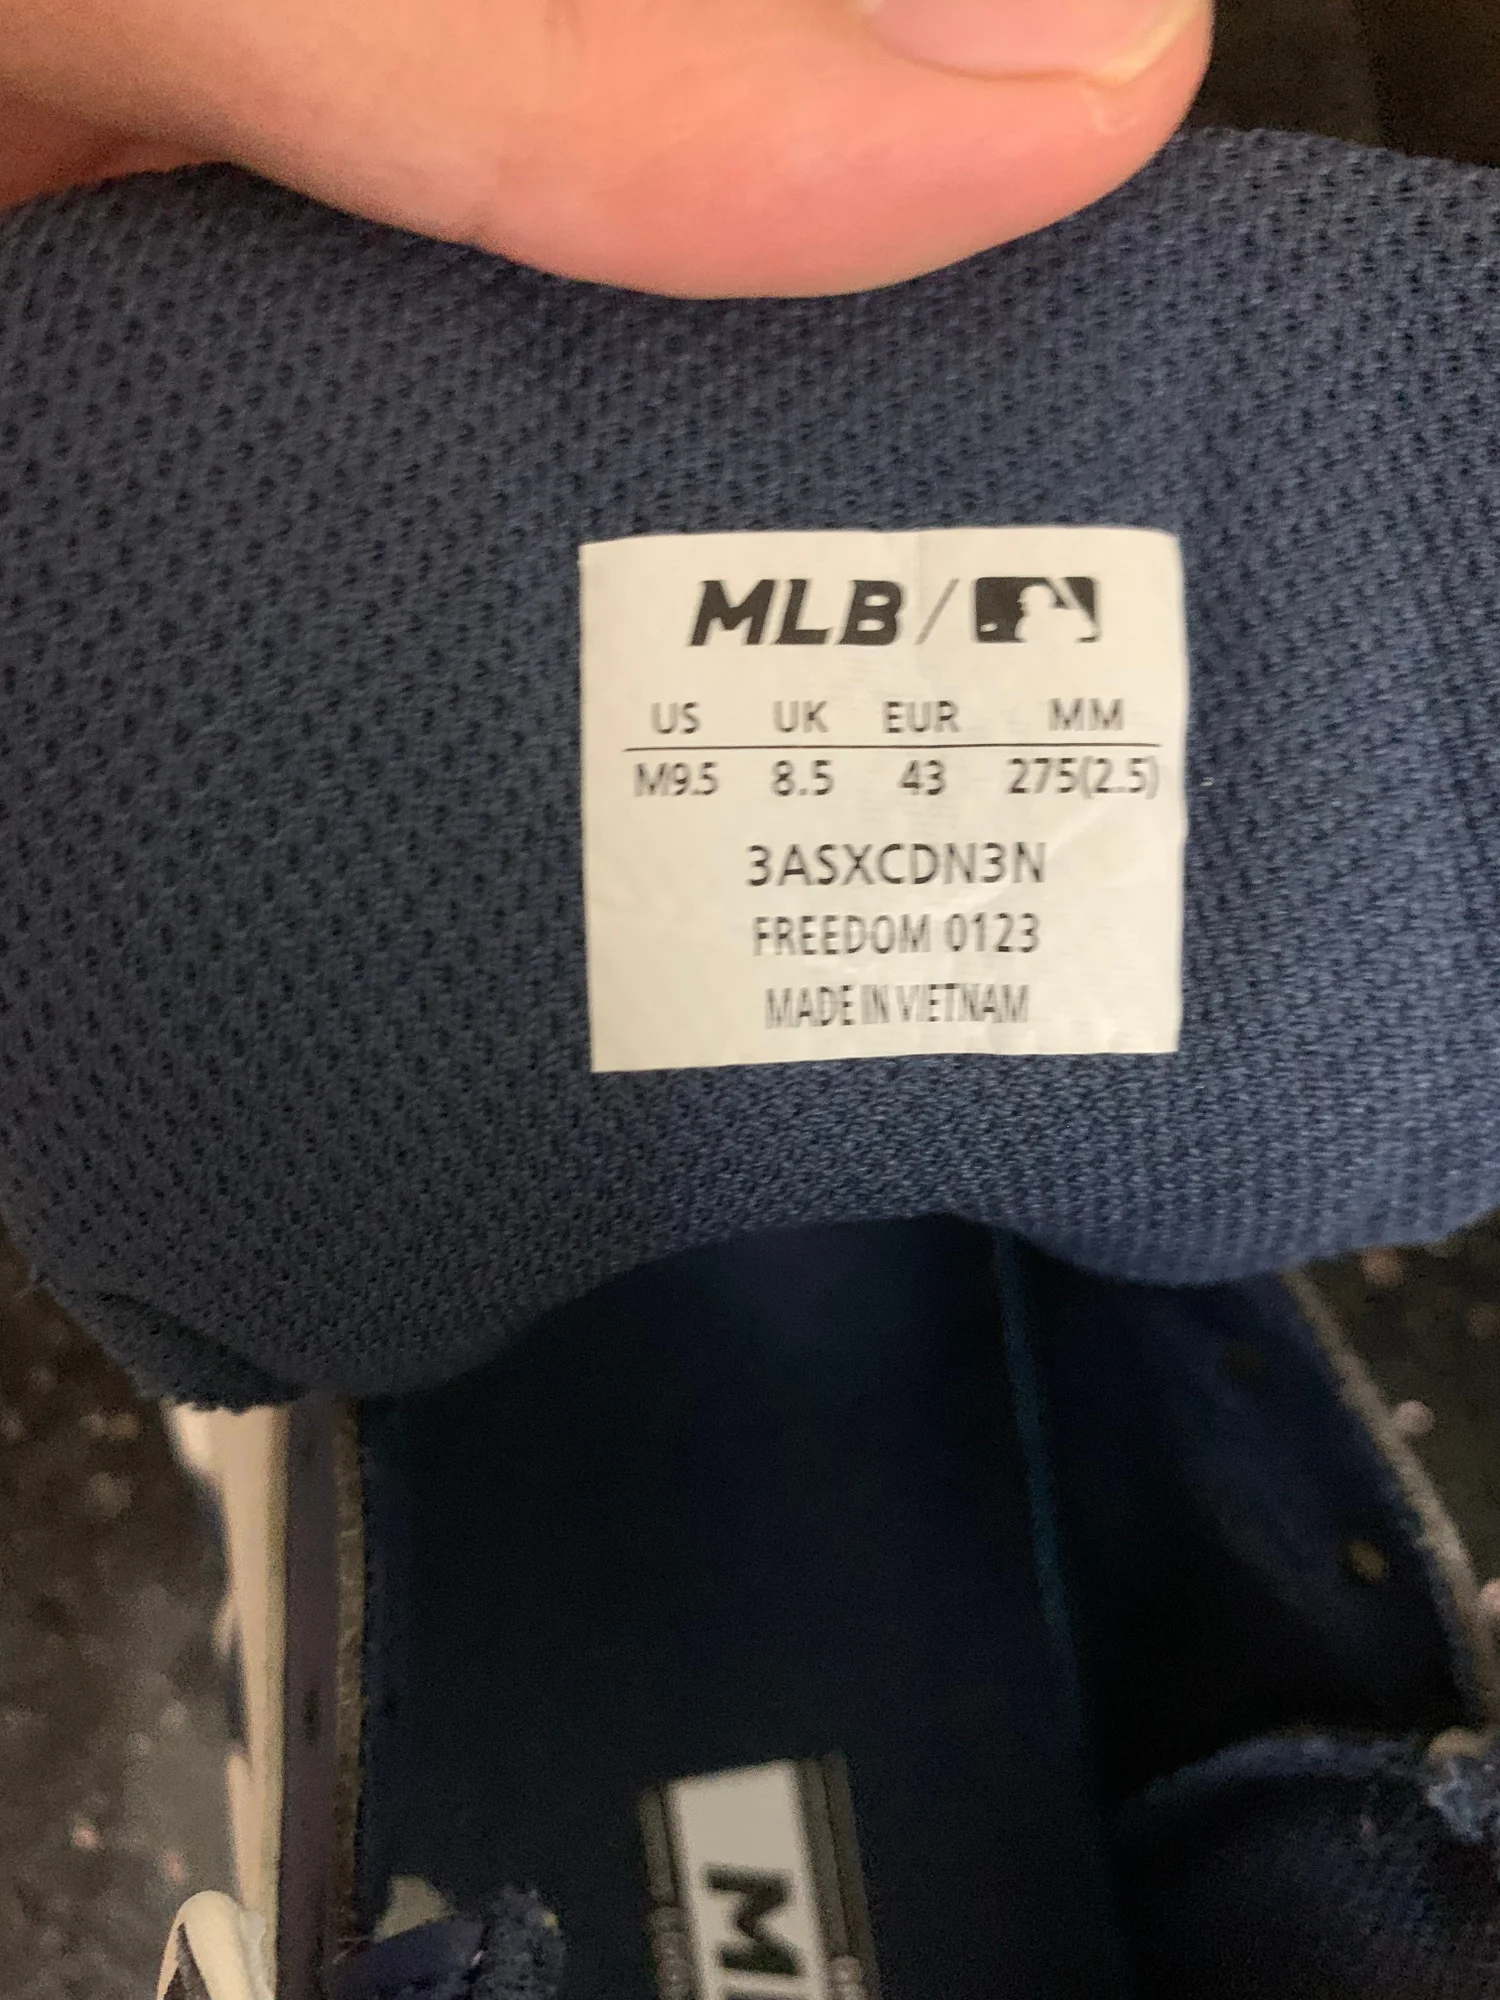 MLB/
US UK EUR MM
M9.5 8.5 43 275(2.5)
3ASXCDN3N
FREEDOM 0123
MADE IN VIETNAM